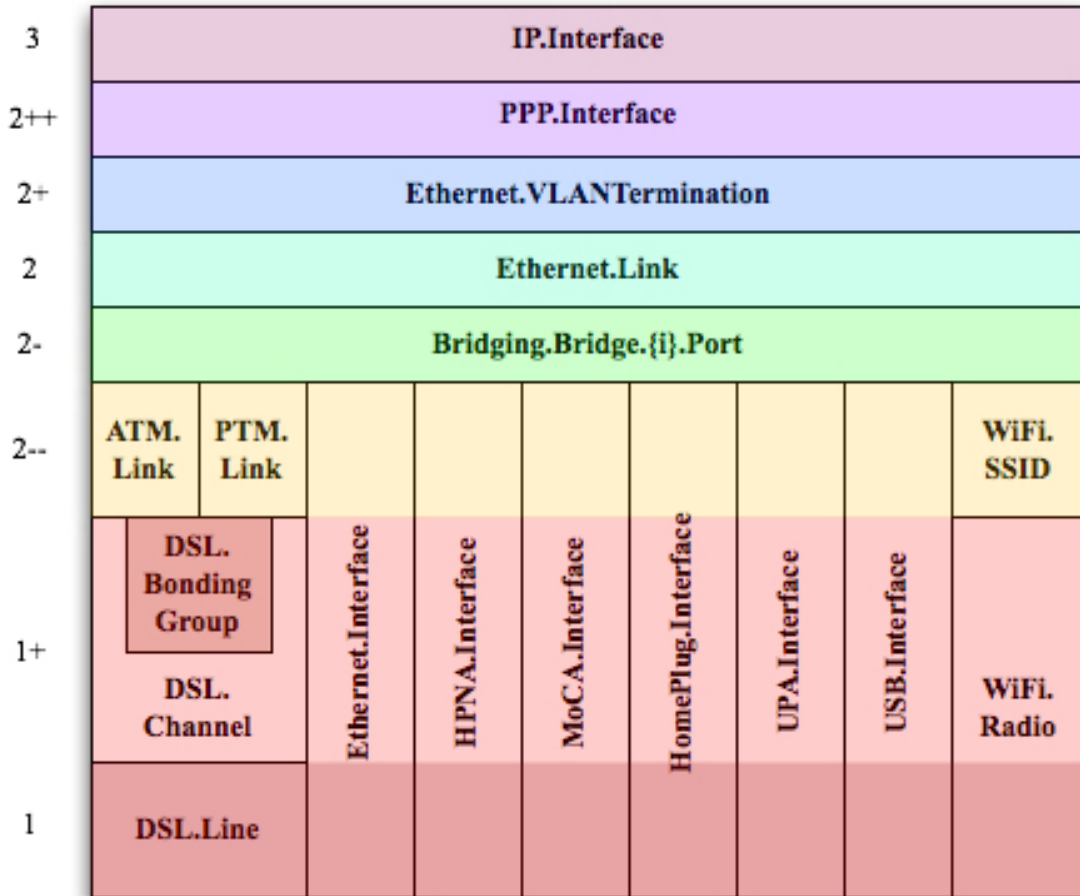 3
IP.Interface
2++
PPP.Interface
2+
Ethernet.VLANTermination
2
Ethernet.Link
2-
Bridging.Bridge.{i}.Port
2--
ATM.
Link
PTM.
Link
WiFi.
SSID
1+
DSL.
Bonding
Group
DSL.
Channel
Ethernet.Interface
HPNA.Interface
MoCA.Interface
HomePlug.Interface
UPA.Interface
USB.Interface
WiFi.
Radio
1
DSL.Line